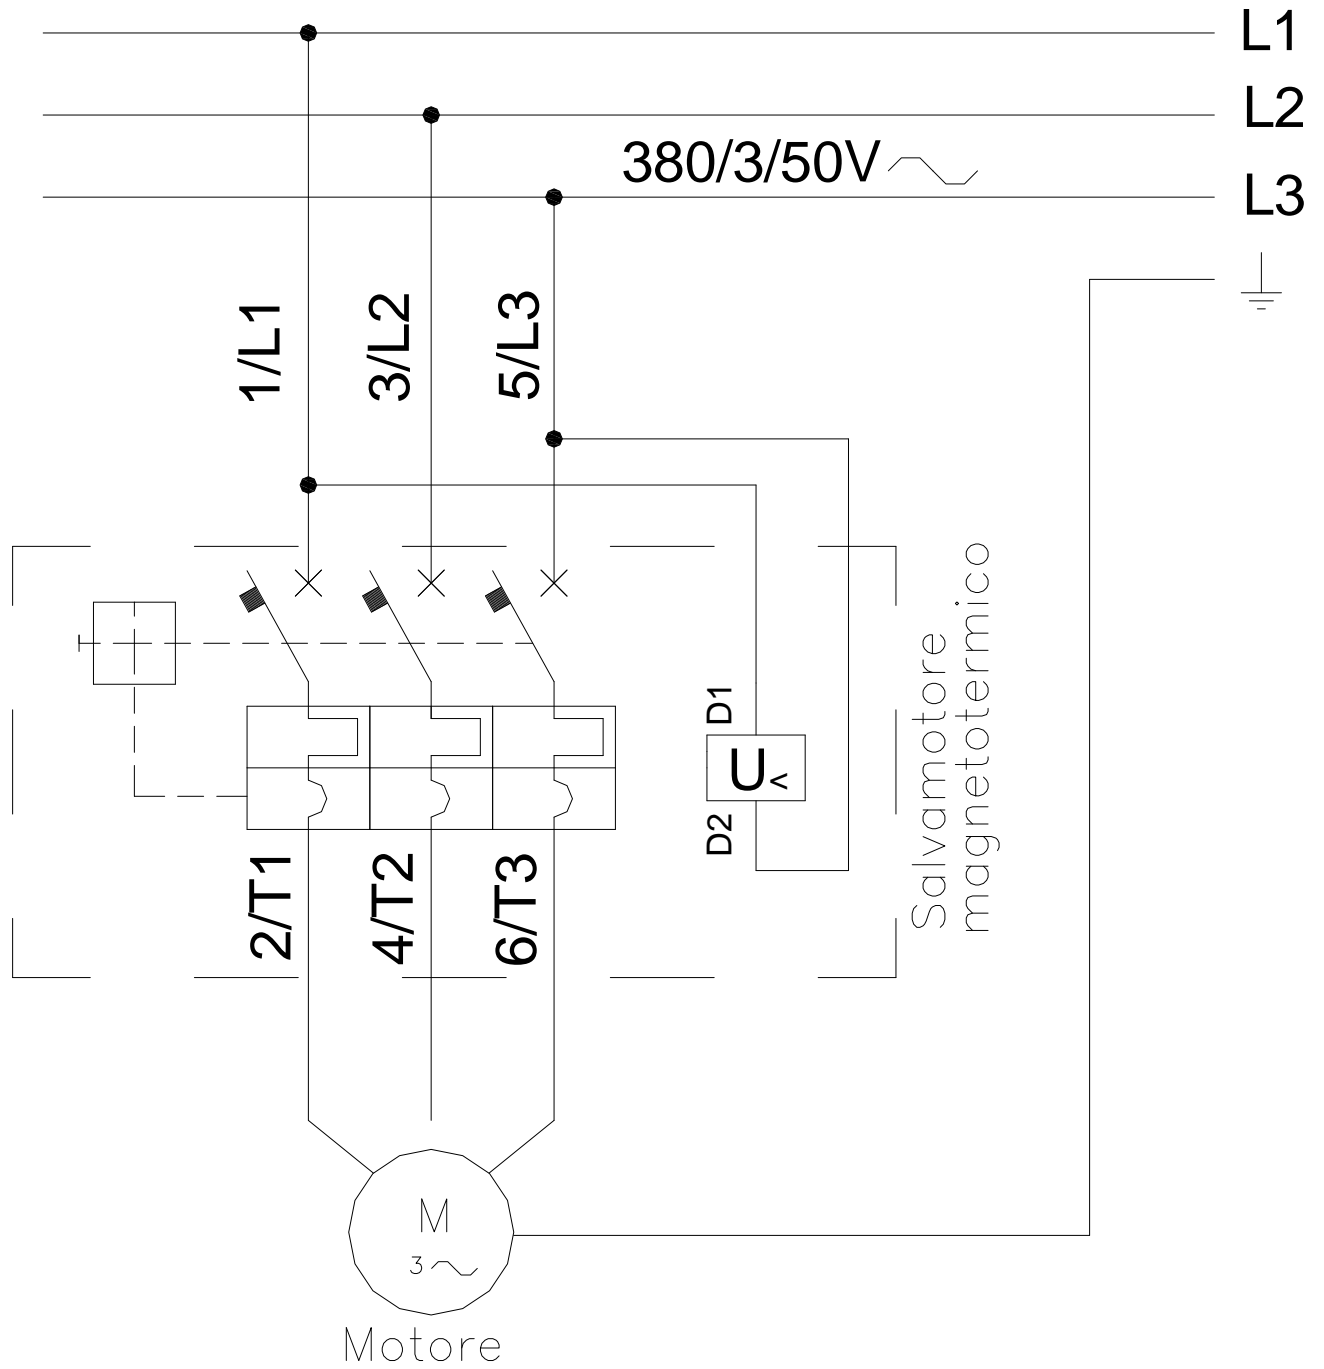 L1
L2
380/3/50V
L3
1/L1
3/L2
5/L3
D1
U<
D2
Salvamotore
magnetotermico
2/T1
4/T2
6/T3
M
3
Motore